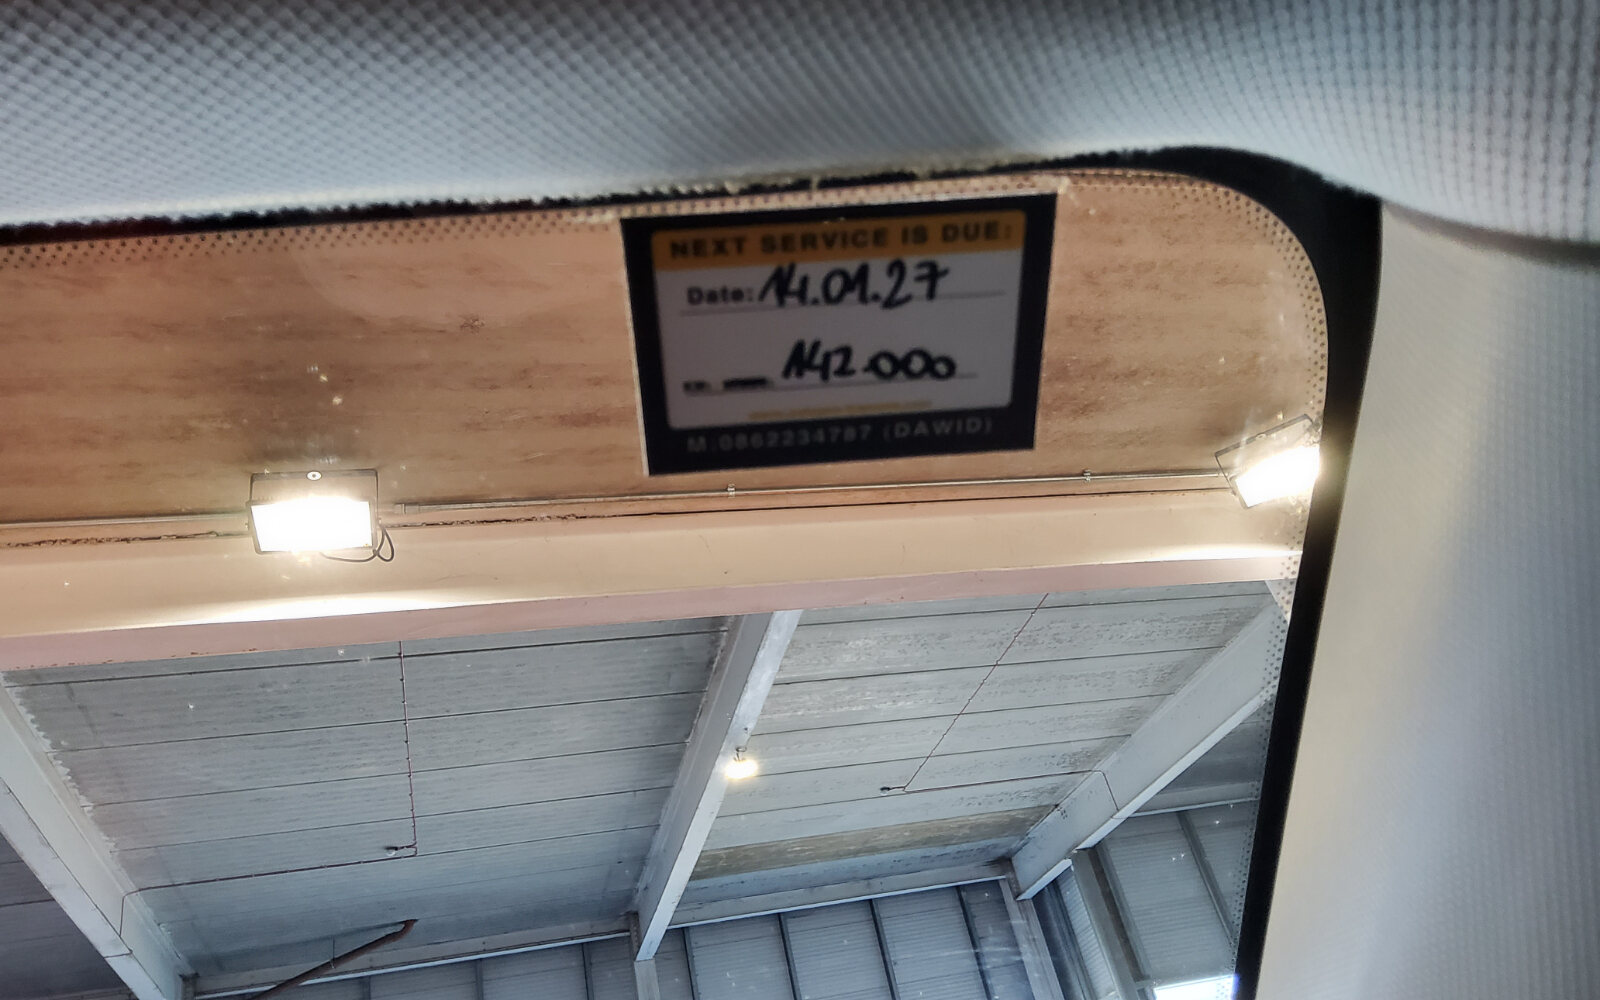 NEXT SERVICE IS DUE:
Date: 14.01.27
142.000
M:0862234787 (DAWID)